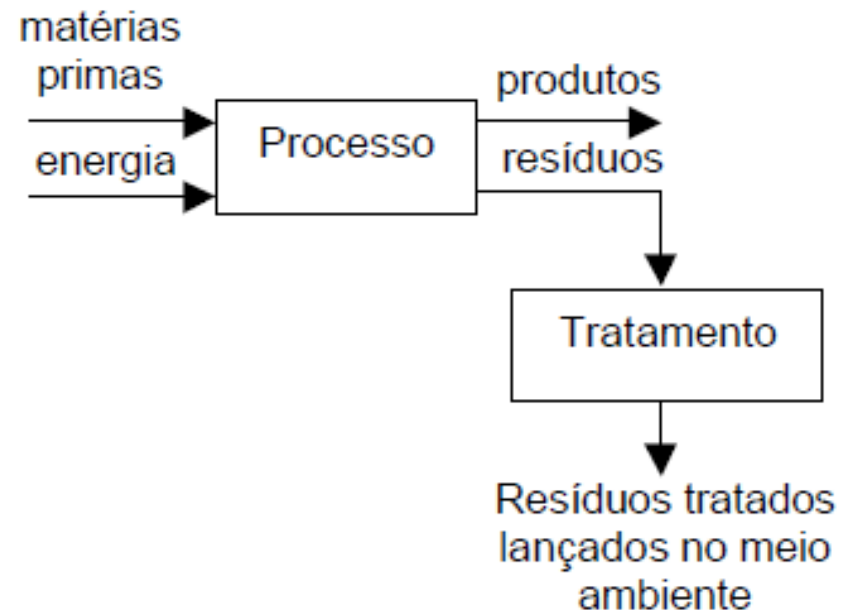 matérias
primas
energia
Processo
produtos
resíduos
Tratamento
Resíduos tratados
lançados no meio
ambiente